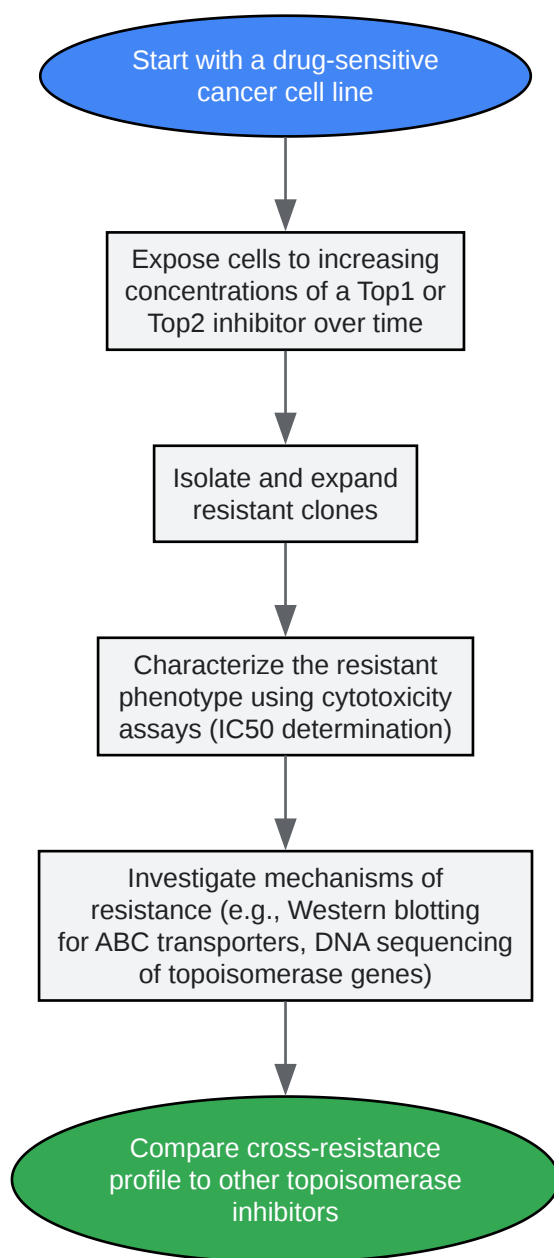 Start with a drug-sensitive
cancer cell line
Expose cells to increasing
concentrations of a Top1 or
Top2 inhibitor over time
Isolate and expand
resistant clones
Characterize the resistant
phenotype using cytotoxicity
assays (IC50 determination)
Investigate mechanisms of
resistance (e.g., Western blotting
for ABC transporters, DNA sequencing
of topoisomerase genes)
Compare cross-resistance
profile to other topoisomerase
inhibitors